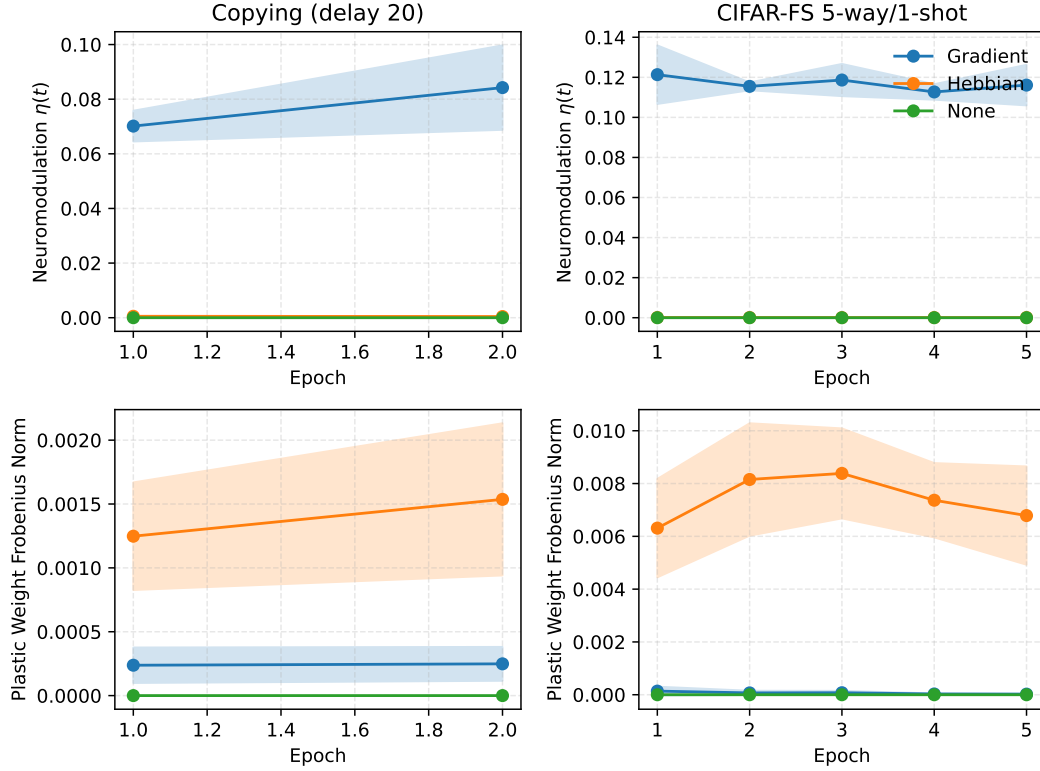 Copying (delay 20)
CIFAR-FS 5-way/1-shot
Neuromodulation η(t)
0.10
0.08
0.06
0.04
0.02
0.00
1.0 1.2 1.4 1.6 1.8 2.0
Epoch
Neuromodulation η(t)
0.14
0.12
0.10
0.08
0.06
0.04
0.02
0.00
1 2 3 4 5
Epoch
Gradient
Hebbian
None
Plastic Weight Frobenius Norm
0.0020
0.0015
0.0010
0.0005
0.0000
1.0 1.2 1.4 1.6 1.8 2.0
Epoch
Plastic Weight Frobenius Norm
0.010
0.008
0.006
0.004
0.002
0.000
1 2 3 4 5
Epoch